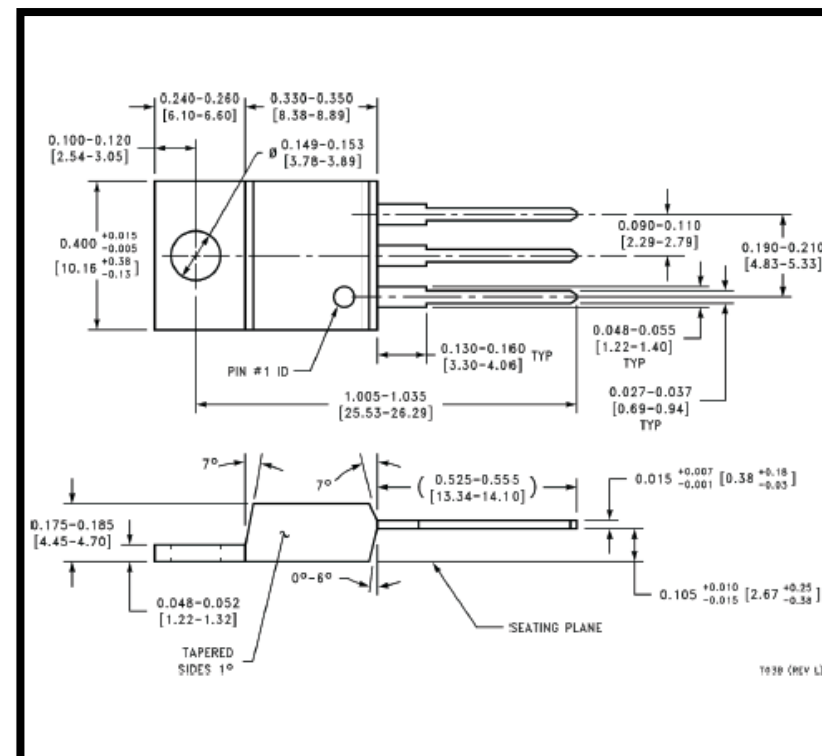 0.240–0.260
[6.10–6.60]
0.330–0.350
[8.38–8.89]
0.100–0.120
[2.54–3.05]
Ø 0.149–0.153
[3.78–3.89]
0.400 +0.015 -0.005
[10.16 +0.38 -0.13]
0.090–0.110
[2.29–2.79]
0.190–0.210
[4.83–5.33]
PIN #1 ID
0.130–0.160 TYP
[3.30–4.06]
0.048–0.055
[1.22–1.40]
TYP
1.005–1.035
[25.53–26.29]
0.027–0.037
[0.69–0.94]
TYP
7°
7°
( 0.525–0.555 )
[13.34–14.10]
0.015 +0.007 -0.001 [0.38 +0.18 -0.03]
0.175–0.185
[4.45–4.70]
0°–6°
0.048–0.052
[1.22–1.32]
0.105 +0.010 -0.015 [2.67 +0.25 -0.38]
SEATING PLANE
TAPERED
SIDES 1°
T03B (REV L)